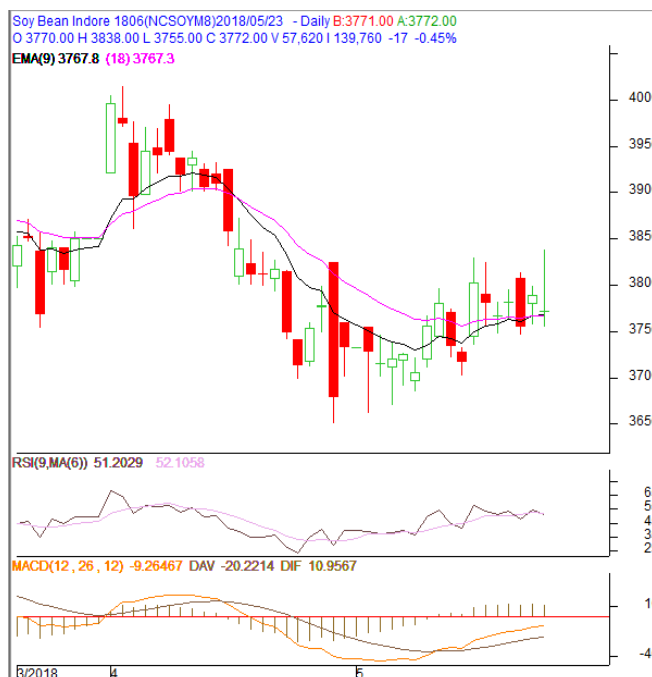 Soy Bean Indore 1806(NCSOYM8)2018/05/23 - Daily B:3771.00 A:3772.00
O 3770.00 H 3838.00 L 3755.00 C 3772.00 V 57,620 I 139,760 -17 -0.45%
EMA(9) 3767.8 (18) 3767.3
400
395
390
385
380
375
370
365
RSI(9,MA(6)) 51.2029 52.1058
6
5
4
3
2
MACD(12 , 26 , 12) -9.26467 DAV -20.2214 DIF 10.9567
1
-4
3/2018 4 5